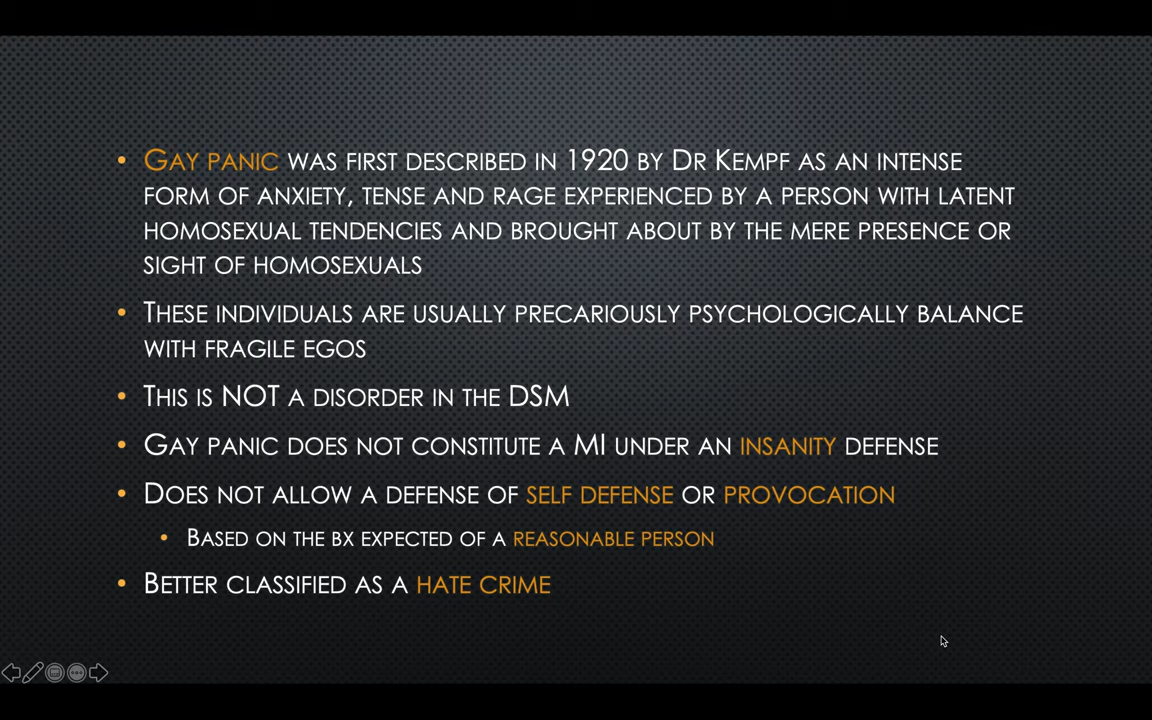 • GAY PANIC WAS FIRST DESCRIBED IN 1920 BY DR KEMPF AS AN INTENSE
FORM OF ANXIETY, TENSE AND RAGE EXPERIENCED BY A PERSON WITH LATENT
HOMOSEXUAL TENDENCIES AND BROUGHT ABOUT BY THE MERE PRESENCE OR
SIGHT OF HOMOSEXUALS
• THESE INDIVIDUALS ARE USUALLY PRECARIOUSLY PSYCHOLOGICALLY BALANCE
WITH FRAGILE EGOS
• THIS IS NOT A DISORDER IN THE DSM
• GAY PANIC DOES NOT CONSTITUTE A MI UNDER AN INSANITY DEFENSE
• DOES NOT ALLOW A DEFENSE OF SELF DEFENSE OR PROVOCATION
• BASED ON THE BX EXPECTED OF A REASONABLE PERSON
• BETTER CLASSIFIED AS A HATE CRIME